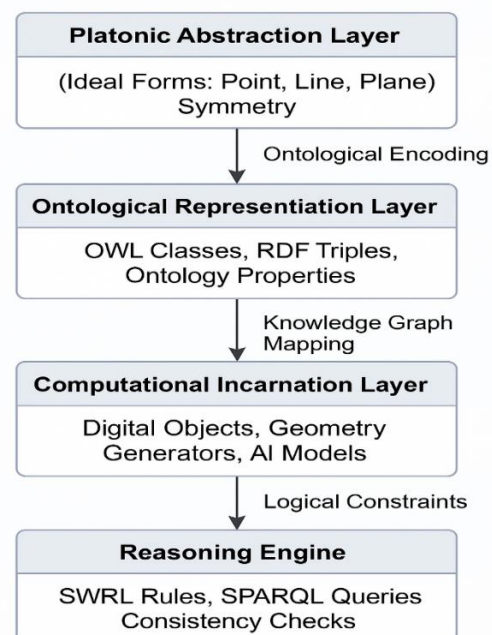 Platonic Abstraction Layer
(Ideal Forms: Point, Line, Plane)
Symmetry
Ontological Encoding
Ontological Represientiation Layer
OWL Classes, RDF Triples,
Ontology Properties
Knowledge Graph
Mapping
Computational Incarnation Layer
Digital Objects, Geometry
Generators, AI Models
Logical Constraints
Reasoning Engine
SWRL Rules, SPARQL Queries
Consistency Checks